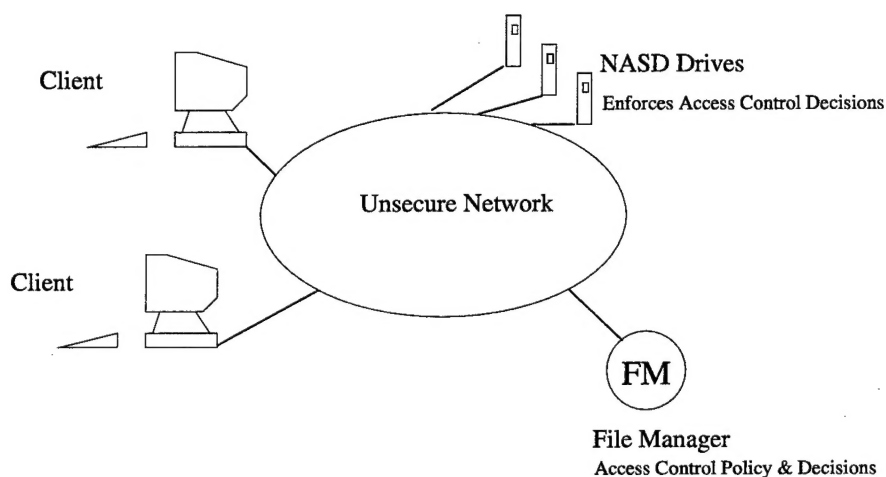 Client
NASD Drives
Enforces Access Control Decisions
Unsecure Network
Client
FM
File Manager
Access Control Policy & Decisions